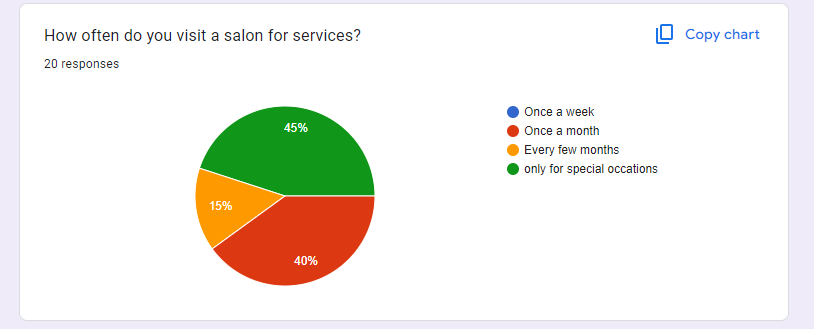 How often do you visit a salon for services?
Copy chart
20 responses
45%
15%
40%
Once a week
Once a month
Every few months
only for special occations